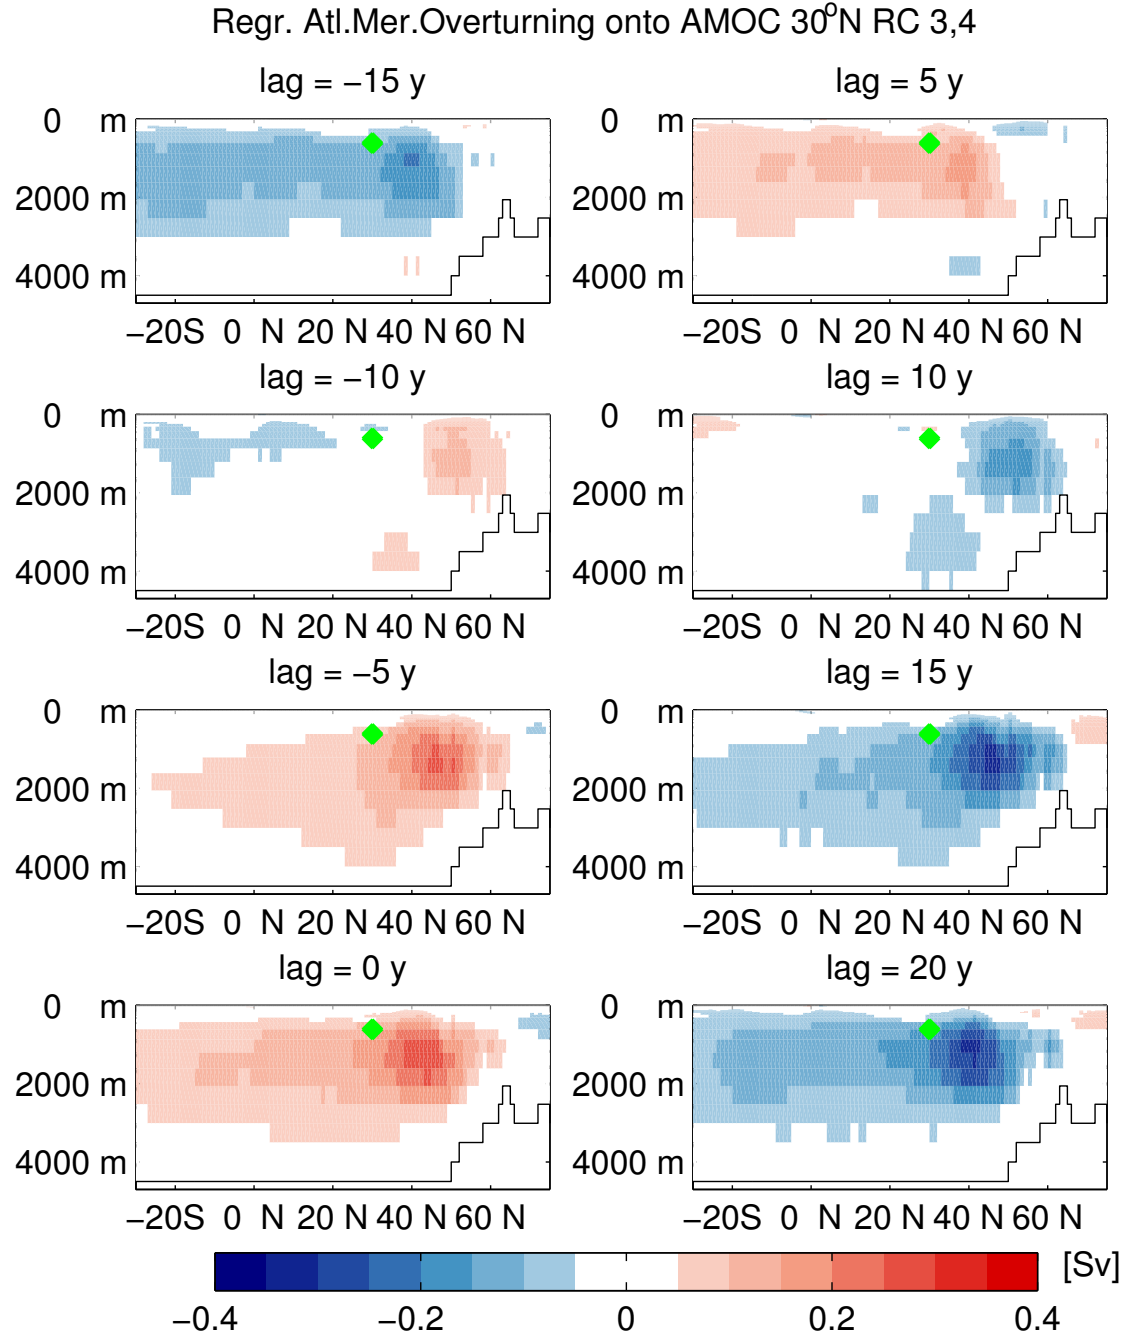 Regr. Atl.Mer.Overturning onto AMOC 30°N RC 3,4
lag = −15 y
0 m
2000 m
4000 m
−20S 0 N 20 N 40 N 60 N
lag = 5 y
0 m
2000 m
4000 m
−20S 0 N 20 N 40 N 60 N
lag = −10 y
0 m
2000 m
4000 m
−20S 0 N 20 N 40 N 60 N
lag = 10 y
0 m
2000 m
4000 m
−20S 0 N 20 N 40 N 60 N
lag = −5 y
0 m
2000 m
4000 m
−20S 0 N 20 N 40 N 60 N
lag = 15 y
0 m
2000 m
4000 m
−20S 0 N 20 N 40 N 60 N
lag = 0 y
0 m
2000 m
4000 m
−20S 0 N 20 N 40 N 60 N
lag = 20 y
0 m
2000 m
4000 m
−20S 0 N 20 N 40 N 60 N
[Sv]
−0.4 −0.2 0 0.2 0.4